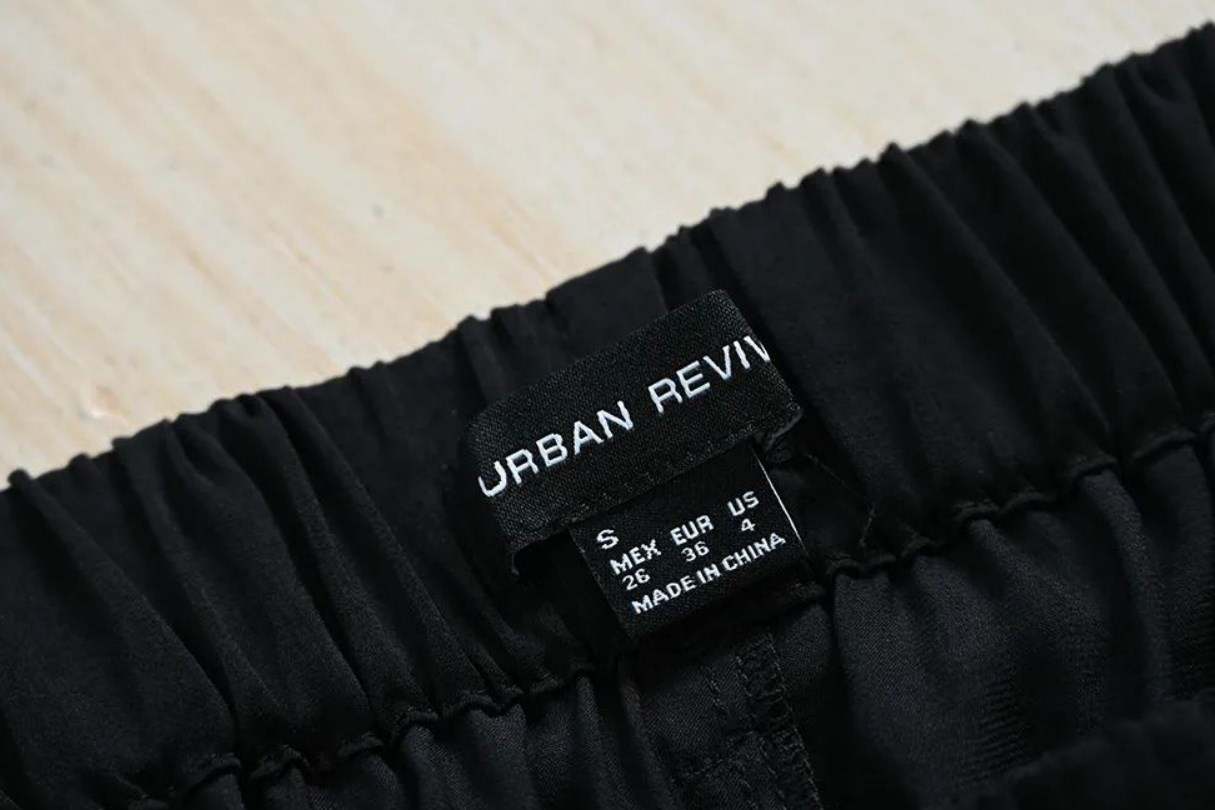 URBAN REVIV
S
MEX EUR US
26 36 4
MADE IN CHINA